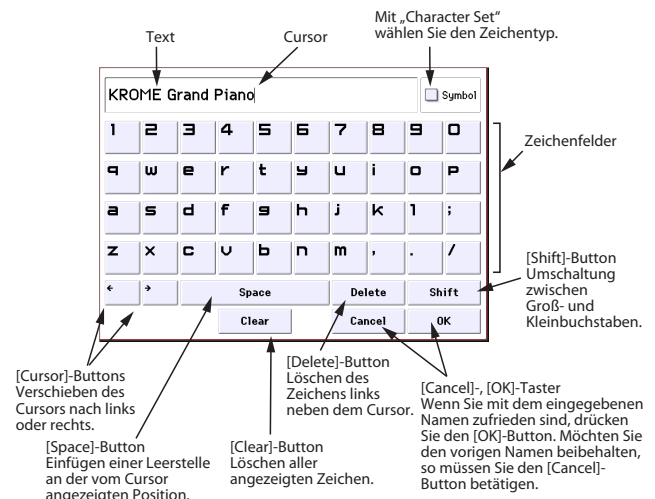 Text
Cursor
Mit „Character Set“
wählen Sie den Zeichentyp.
KROME Grand Piano
Symbol
1 2 3 4 5 6 7 8 9 0
q w e r t y u i o p
a s d f g h j k l ;
z x c v b n m , . /
← → Space Delete Shift
Clear Cancel OK
Zeichenfelder
[Shift]-Button
Umschaltung
zwischen
Groß- und
Kleinbuchstaben.
[Cursor]-Buttons
Verschieben des
Cursors nach links
oder rechts.
[Space]-Button
Einfügen einer Leerstelle
an der vom Cursor
angezeigten Position.
[Clear]-Button
Löschen aller
angezeigten Zeichen.
[Delete]-Button
Löschen des
Zeichens links
neben dem Cursor.
[Cancel]-, [OK]-Taster
Wenn Sie mit dem eingegebenen
Namen zufrieden sind, drücken
Sie den [OK]-Button. Möchten Sie
den vorigen Namen beibehalten,
so müssen Sie den [Cancel]-
Button betätigen.